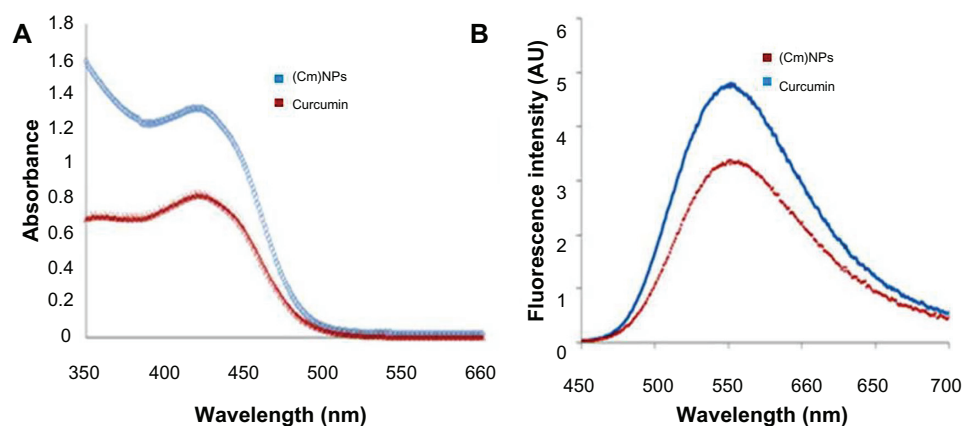 A
Absorbance
1.8
1.6
1.4
1.2
1
0.8
0.6
0.4
0.2
0
(Cm)NPs
Curcumin
350 400 450 500 550 660
Wavelength (nm)
B
Fluorescence intensity (AU)
6
5
4
3
2
1
0
(Cm)NPs
Curcumin
450 500 550 660 650 700
Wavelength (nm)